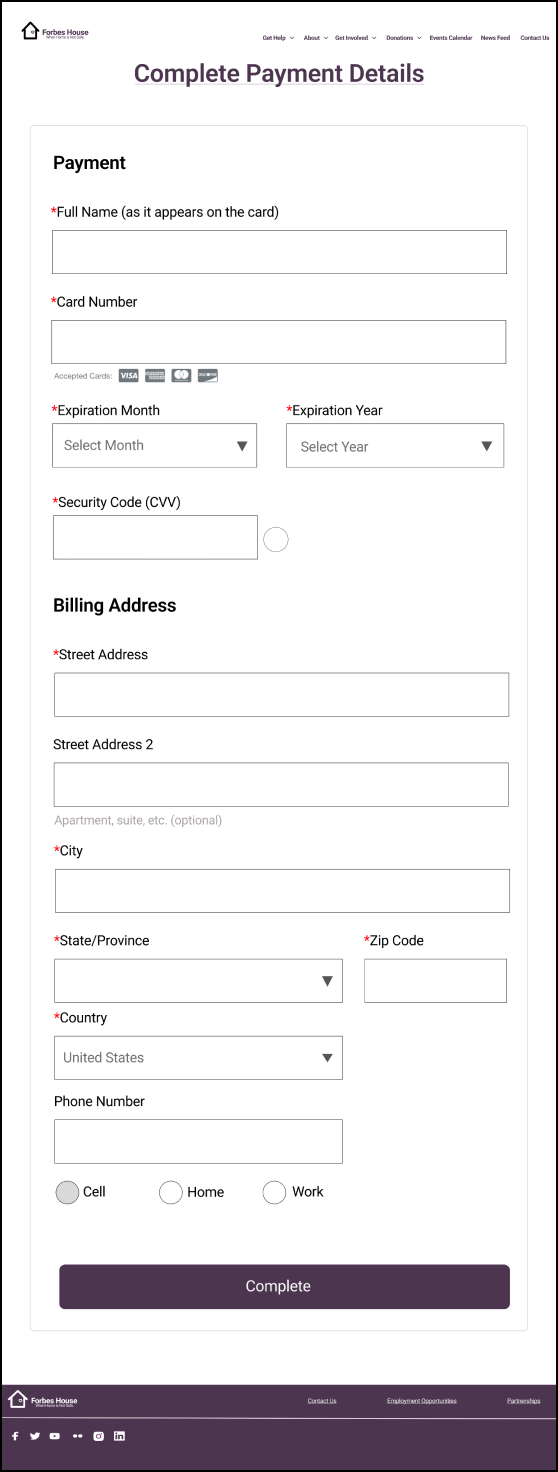 Forbes House
When Home is Not Safe
Get Help About Get Involved Donations Events Calendar News Feed Contact Us
Complete Payment Details
Payment
*Full Name (as it appears on the card)
*Card Number
Accepted Cards: VISA AMERICAN EXPRESS DISCOVER
*Expiration Month *Expiration Year
Select Month Select Year
*Security Code (CVV)
Billing Address
*Street Address
Street Address 2
Apartment, suite, etc. (optional)
*City
*State/Province *Zip Code
*Country
United States
Phone Number
Cell Home Work
Complete
Forbes House Contact Us Employment Opportunities Partnerships
When Home is Not Safe